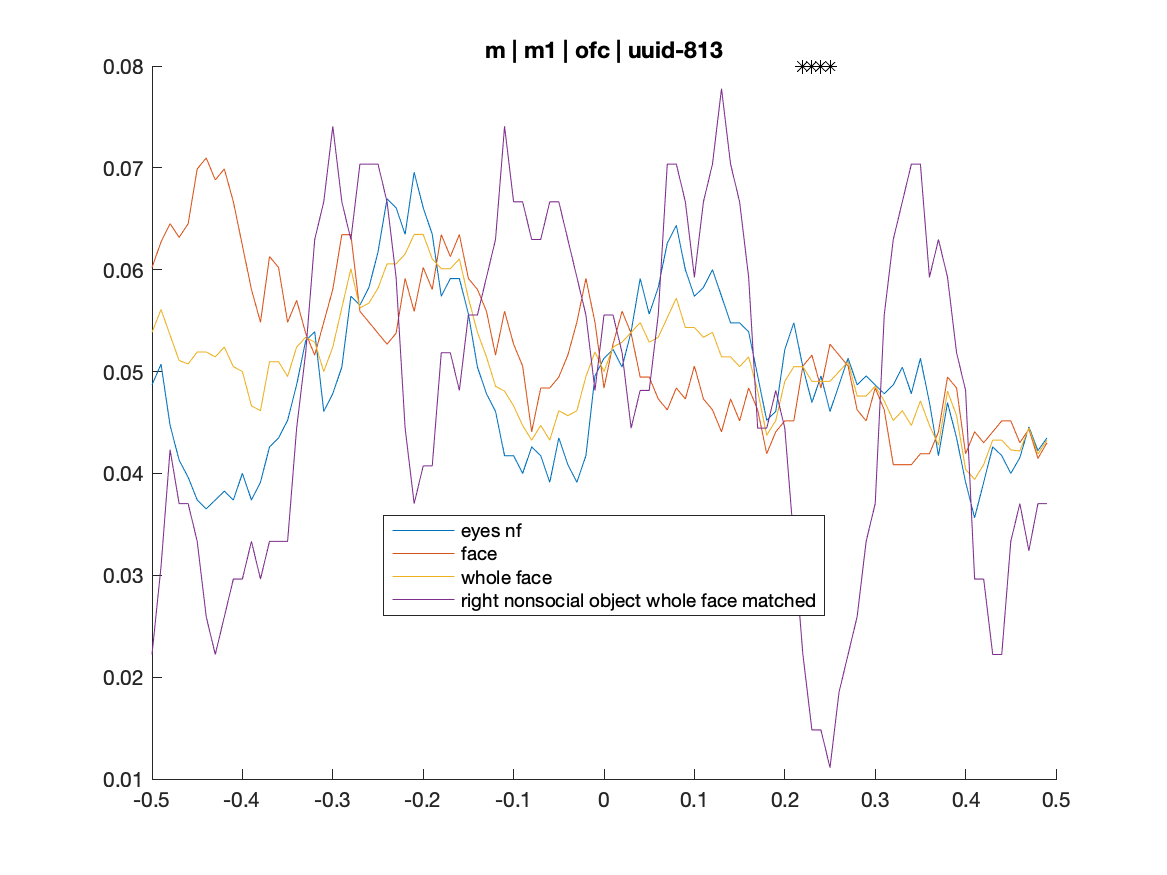 m | m1 | ofc | uuid-813
****
0.08
0.07
0.06
0.05
0.04
0.03
0.02
0.01
eyes nf
face
whole face
right nonsocial object whole face matched
-0.5 -0.4 -0.3 -0.2 -0.1 0 0.1 0.2 0.3 0.4 0.5